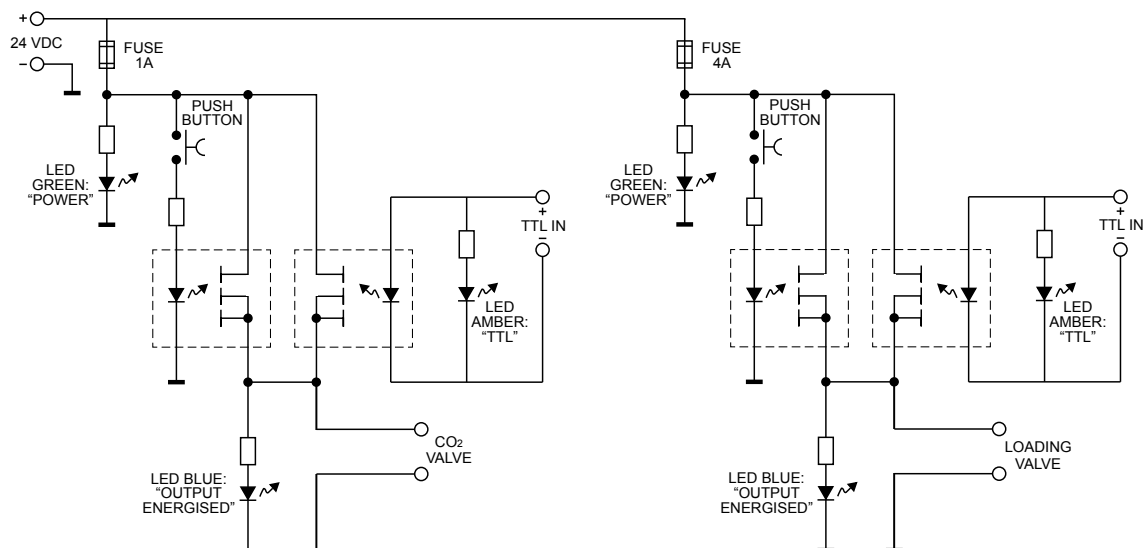 +
24 VDC
−
FUSE
1A
PUSH
BUTTON
LED
GREEN:
“POWER”
+
TTL IN
−
LED
AMBER:
“TTL”
CO₂
VALVE
LED BLUE:
“OUTPUT
ENERGISED”
FUSE
4A
PUSH
BUTTON
LED
GREEN:
“POWER”
+
TTL IN
−
LED
AMBER:
“TTL”
LOADING
VALVE
LED BLUE:
“OUTPUT
ENERGISED”